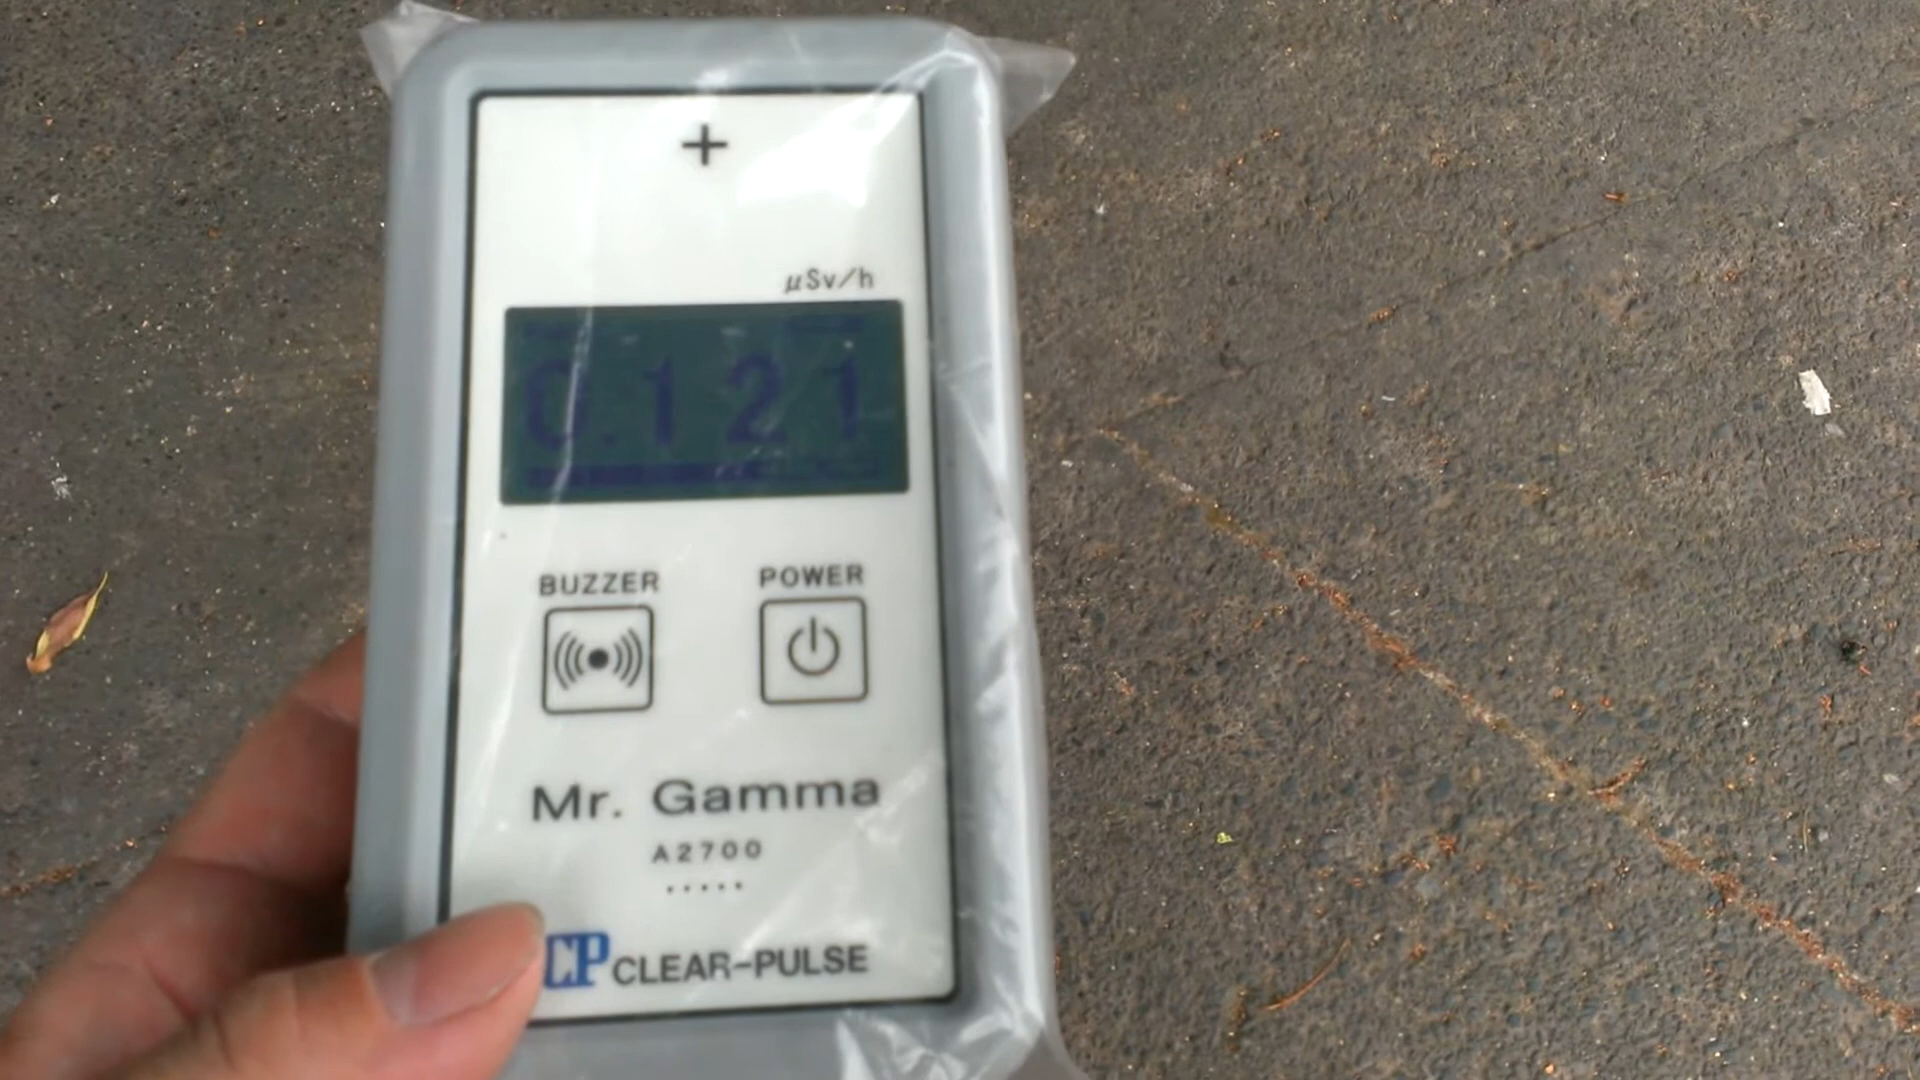 +
μSv/h
0.121
BUZZER POWER
Mr. Gamma
A2700
CP CLEAR-PULSE